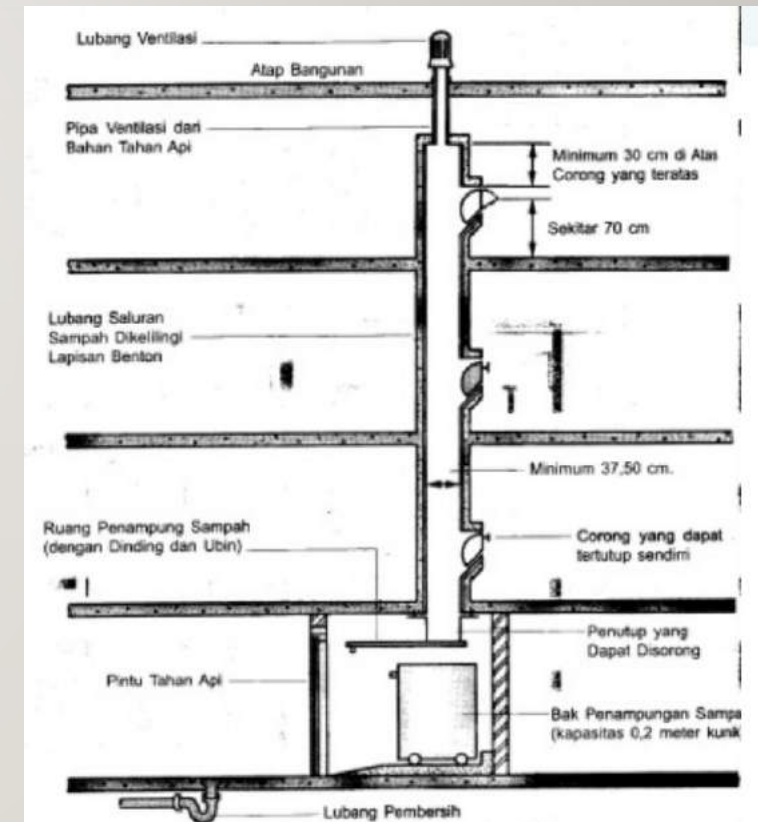 Lubang Ventilasi
Atap Bangunan
Pipa Ventilasi dari
Bahan Tahan Api
Minimum 30 cm di Atas
Corong yang teratas
Sekitar 70 cm
Lubang Saluran
Sampah Dikelilingi
Lapisan Benton
Minimum 37,50 cm.
Ruang Penampung Sampah
(dengan Dinding dan Ubin)
Corong yang dapat
tertutup sendiri
Penutup yang
Dapat Disorong
Pintu Tahan Api
Bak Penampungan Sampa
(kapasitas 0,2 meter kunik
Lubang Pembersih